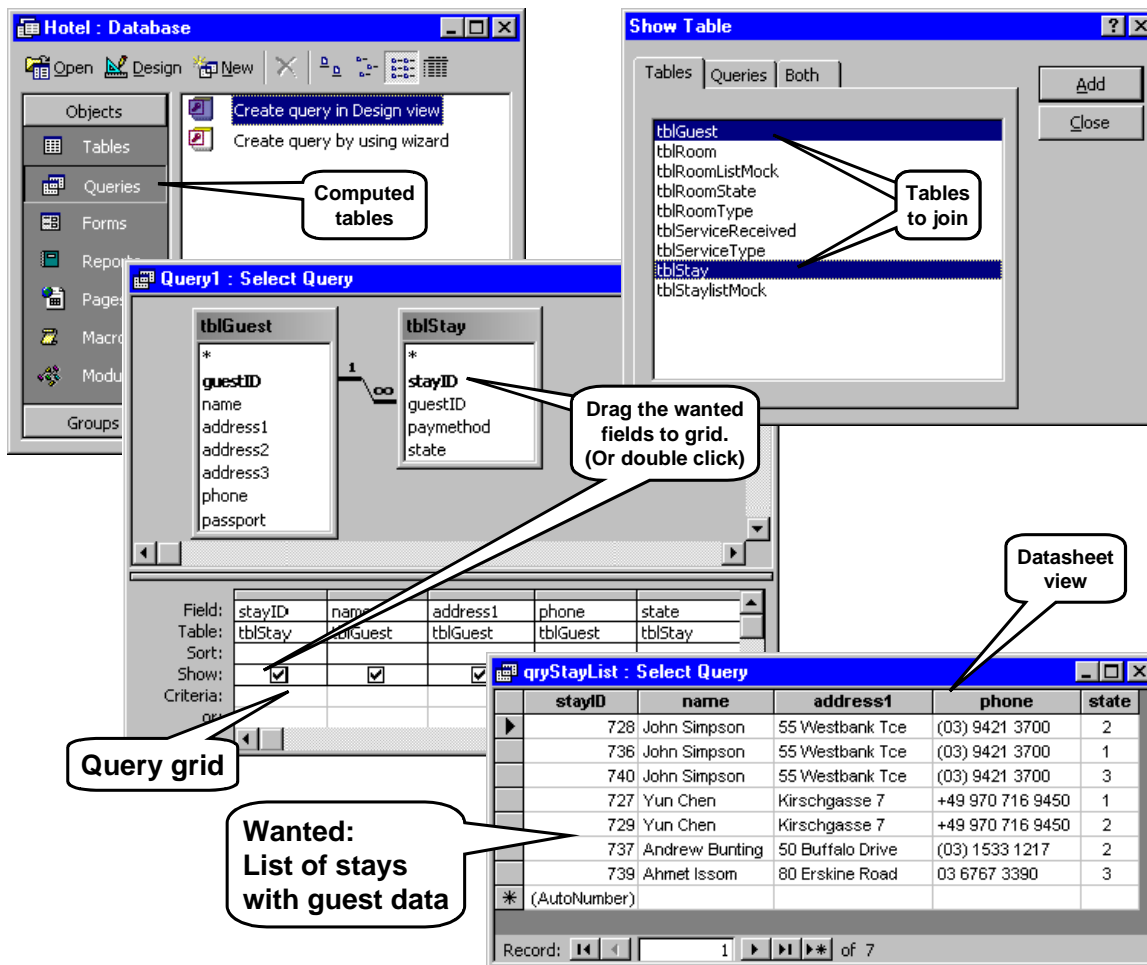 Hotel : Database
Open Design New
Objects
Tables
Queries
Forms
Reports
Pages
Macro
Modu
Groups
Create query in Design view
Create query by using wizard
Computed
tables
Show Table
Tables Queries Both
Add
Close
tblGuest
tblRoom
tblRoomListMock
tblRoomState
tblRoomType
tblServiceReceived
tblServiceType
tblStay
tblStaylistMock
Tables
to join
Query1 : Select Query
tblGuest
*
guestID
name
address1
address2
address3
phone
passport
1 ∞
tblStay
*
stayID
guestID
paymethod
state
Drag the wanted
fields to grid.
(Or double click)
Field: stayID name address1 phone state
Table: tblStay tblGuest tblGuest tblGuest tblStay
Sort:
Show:
Criteria:
or:
Query grid
Datasheet
view
qryStayList : Select Query
stayID name address1 phone state
728 John Simpson 55 Westbank Tce (03) 9421 3700 2
736 John Simpson 55 Westbank Tce (03) 9421 3700 1
740 John Simpson 55 Westbank Tce (03) 9421 3700 3
727 Yun Chen Kirschgasse 7 +49 970 716 9450 1
729 Yun Chen Kirschgasse 7 +49 970 716 9450 2
737 Andrew Bunting 50 Buffalo Drive (03) 1533 1217 2
739 Ahmet Issom 80 Erskine Road 03 6767 3390 3
* (AutoNumber)
Record: 1 of 7
Wanted:
List of stays
with guest data